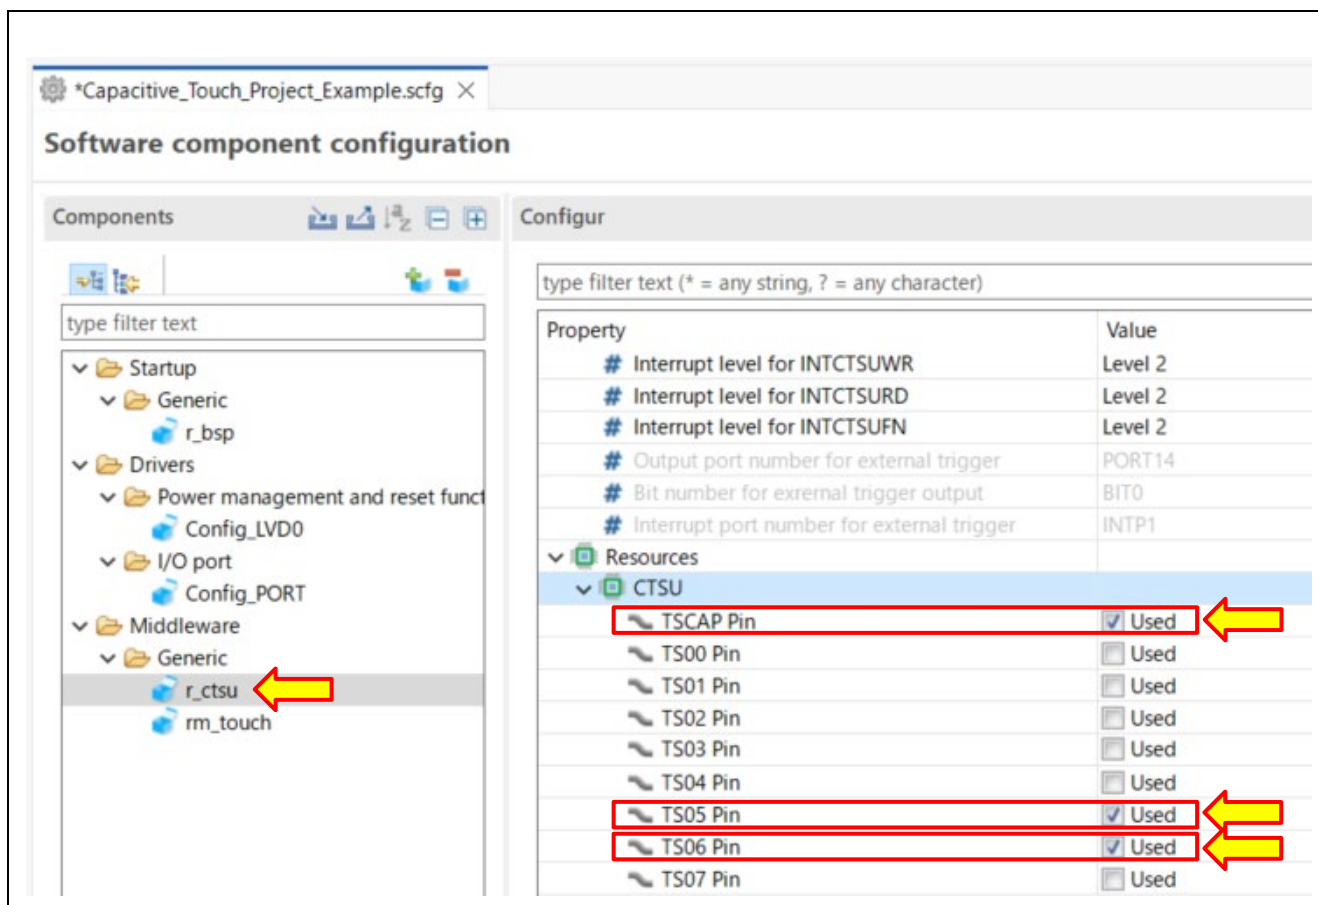 *Capacitive_Touch_Project_Example.scfg
Software component configuration
Components
Configur
type filter text
Startup
Generic
r_bsp
Drivers
Power management and reset funct
Config_LVD0
I/O port
Config_PORT
Middleware
Generic
r_ctsu
rm_touch
type filter text (* = any string, ? = any character)
Property Value
# Interrupt level for INTCTSUWR Level 2
# Interrupt level for INTCTSURD Level 2
# Interrupt level for INTCTSUFN Level 2
# Output port number for external trigger PORT14
# Bit number for exrernal trigger output BIT0
# Interrupt port number for external trigger INTP1
Resources
CTSU
TSCAP Pin Used
TS00 Pin Used
TS01 Pin Used
TS02 Pin Used
TS03 Pin Used
TS04 Pin Used
TS05 Pin Used
TS06 Pin Used
TS07 Pin Used